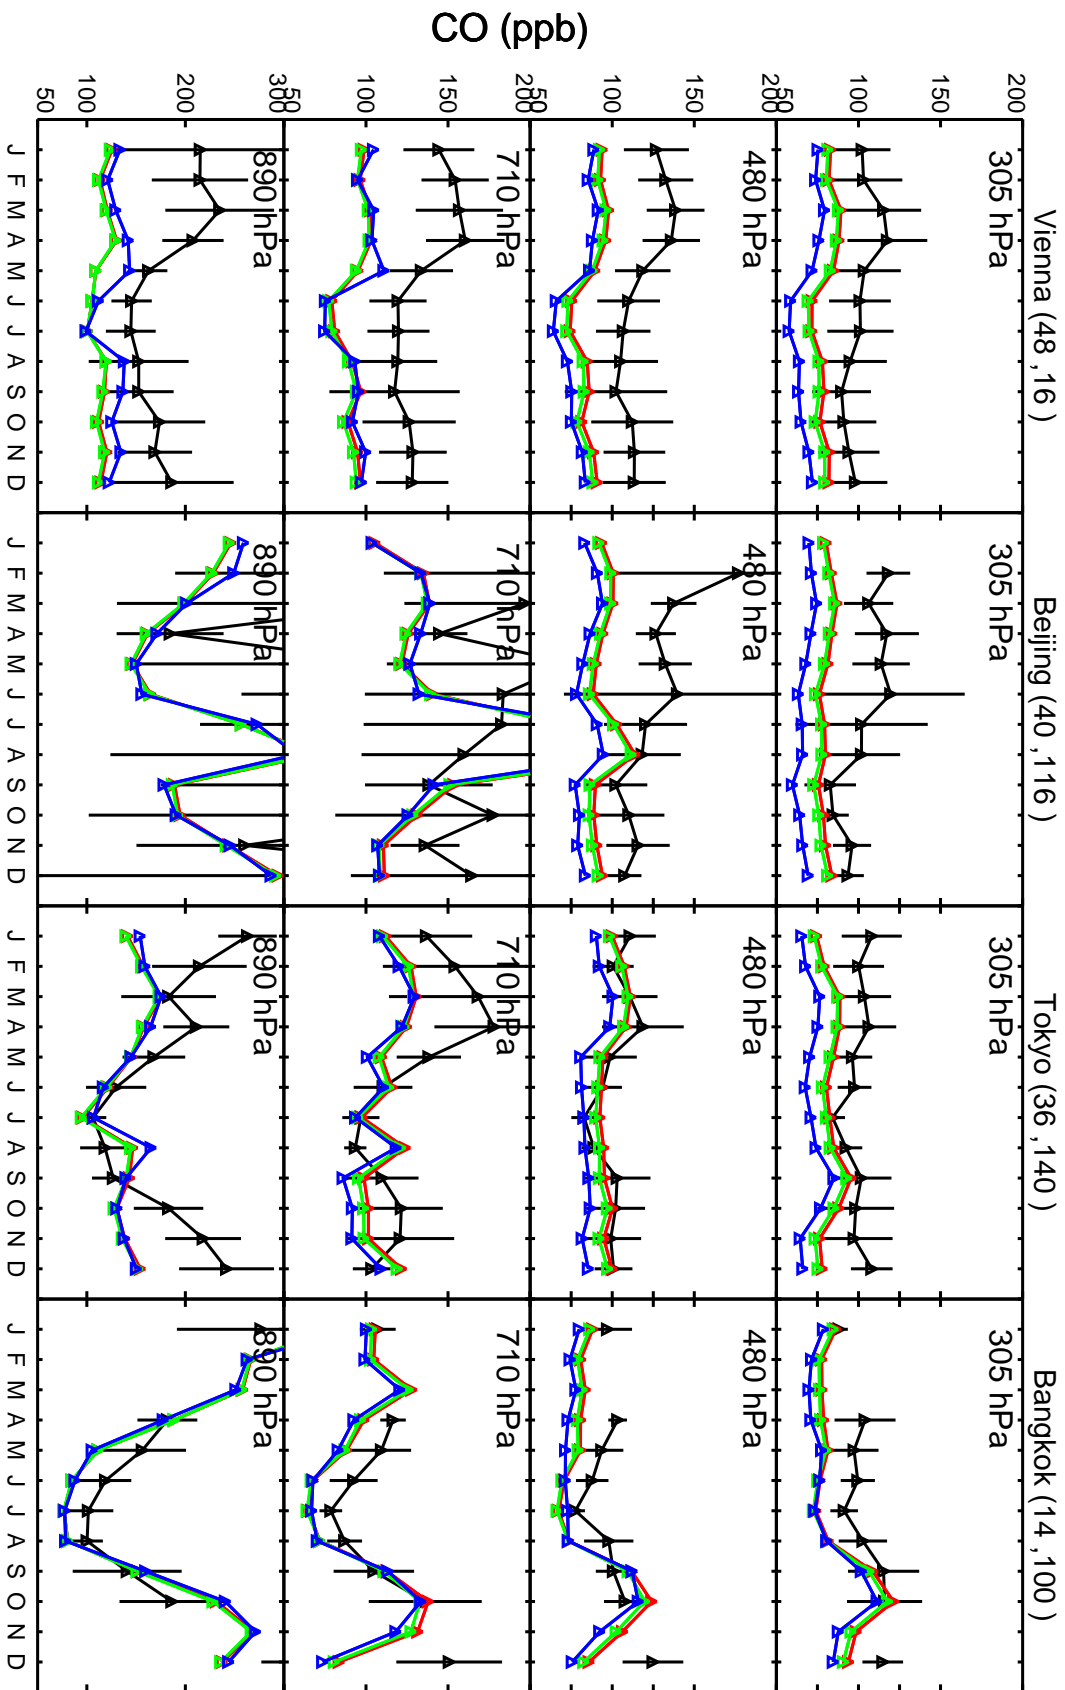 CO (ppb)
Vienna (48 ,16 )
Beijing (40 ,116 )
Tokyo (36 ,140 )
Bangkok (14 ,100 )
200
150
100
50
305 hPa
305 hPa
305 hPa
305 hPa
200
150
100
50
480 hPa
480 hPa
480 hPa
480 hPa
200
150
100
50
710 hPa
710 hPa
710 hPa
710 hPa
300
200
100
50
890 hPa
890 hPa
890 hPa
890 hPa
J F M A M J J A S O N D
J F M A M J J A S O N D
J F M A M J J A S O N D
J F M A M J J A S O N D